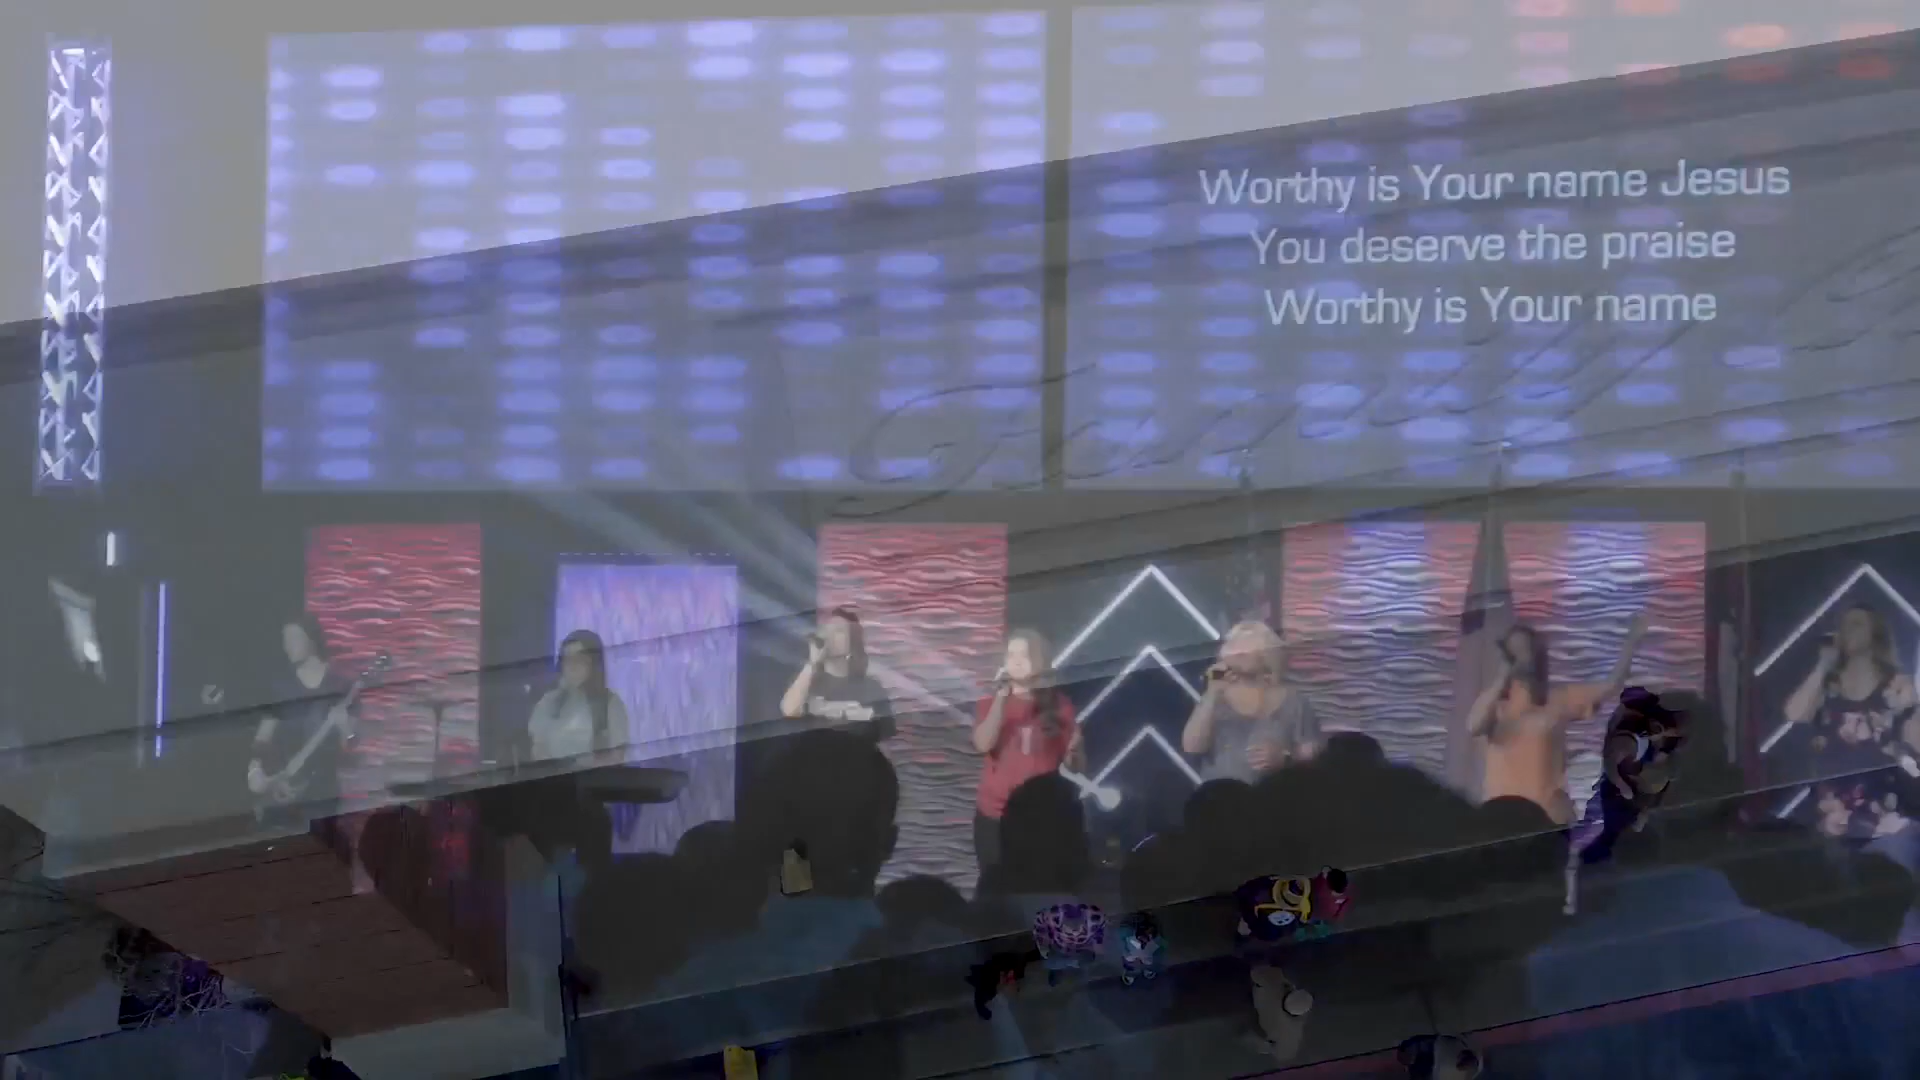 Worthy is Your name Jesus
You deserve the praise
Worthy is Your name